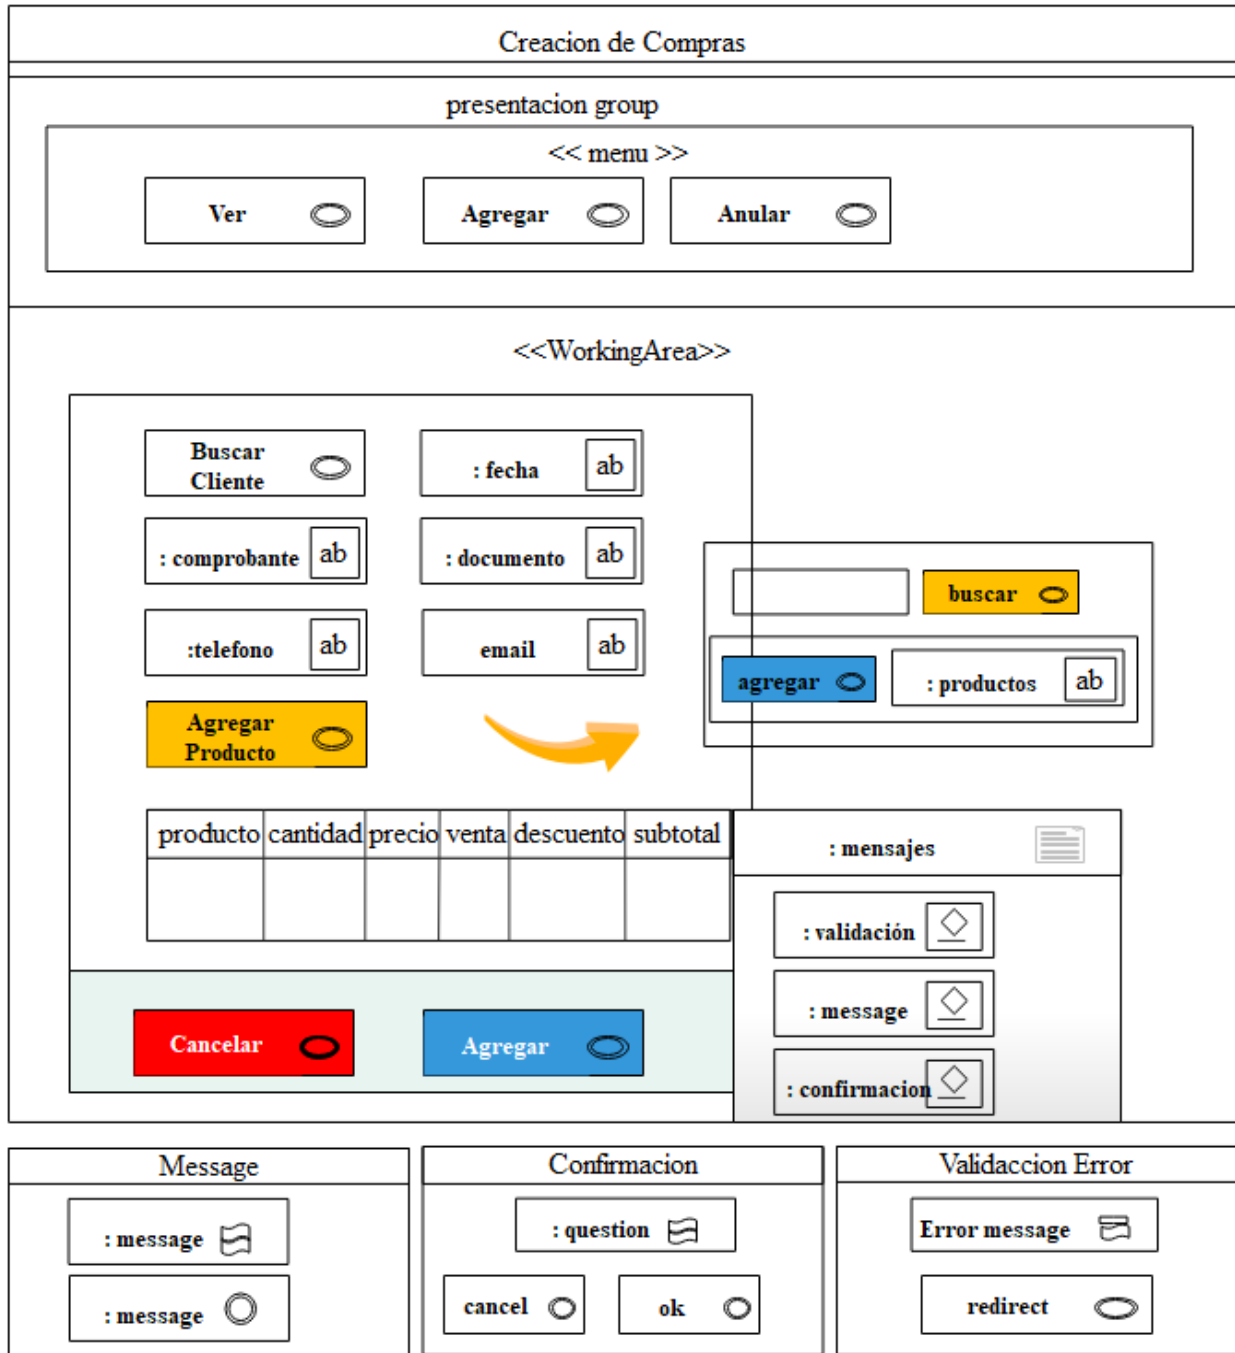 Creacion de Compras
presentacion group
<< menu >>
Ver
Agregar
Anular
<<WorkingArea>>
Buscar
Cliente
: fecha
ab
: comprobante
ab
: documento
ab
:telefono
ab
email
ab
buscar
agregar
: productos
ab
Agregar
Producto
producto cantidad precio venta descuento subtotal
: mensajes
: validación
: message
: confirmacion
Cancelar
Agregar
Message
: message
: message
Confirmacion
: question
cancel
ok
Validaccion Error
Error message
redirect